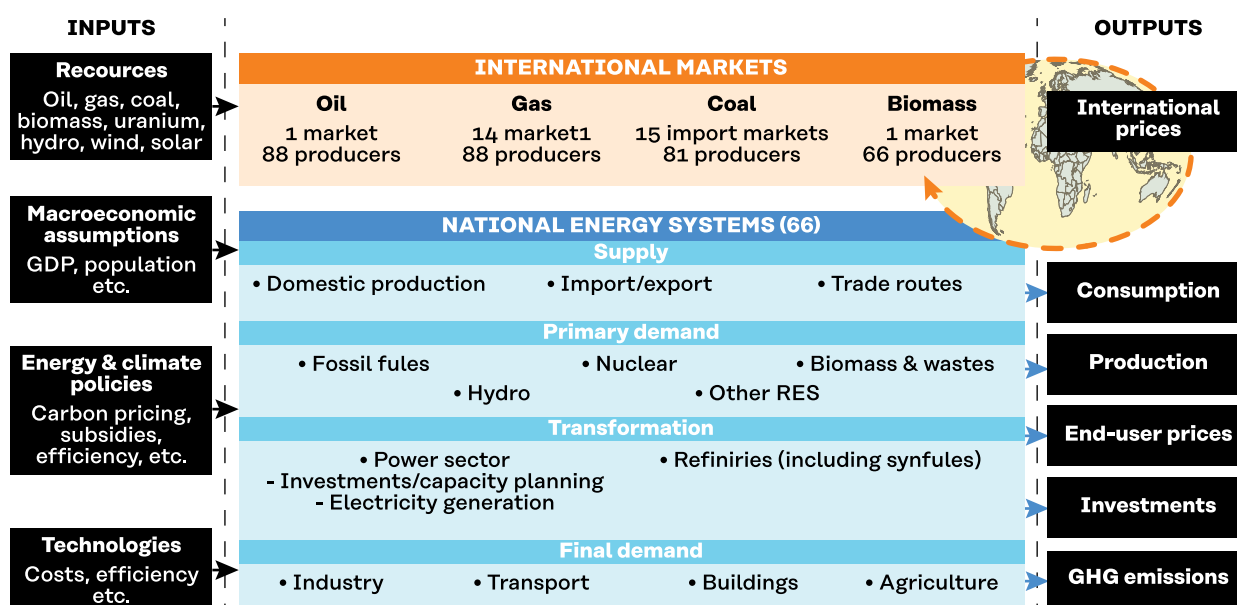 INPUTS
Recources
Oil, gas, coal,
biomass, uranium,
hydro, wind, solar
Macroeconomic
assumptions
GDP, population
etc.
Energy & climate
policies
Carbon pricing,
subsidies,
efficiency, etc.
Technologies
Costs, efficiency
etc.
INTERNATIONAL MARKETS
Oil
1 market
88 producers
Gas
14 market1
88 producers
Coal
15 import markets
81 producers
Biomass
1 market
66 producers
NATIONAL ENERGY SYSTEMS (66)
Supply
• Domestic production
• Import/export
• Trade routes
Primary demand
• Fossil fules
• Nuclear
• Biomass & wastes
• Hydro
• Other RES
Transformation
• Power sector
- Investments/capacity planning
- Electricity generation
• Refiniries (including synfules)
Final demand
• Industry
• Transport
• Buildings
• Agriculture
OUTPUTS
International
prices
Consumption
Production
End-user prices
Investments
GHG emissions